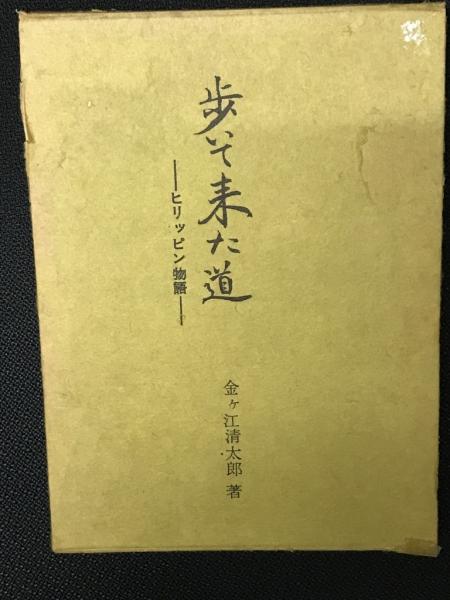 歩いて来た道
―ヒリッピン物語―
金ヶ江清太郎 著